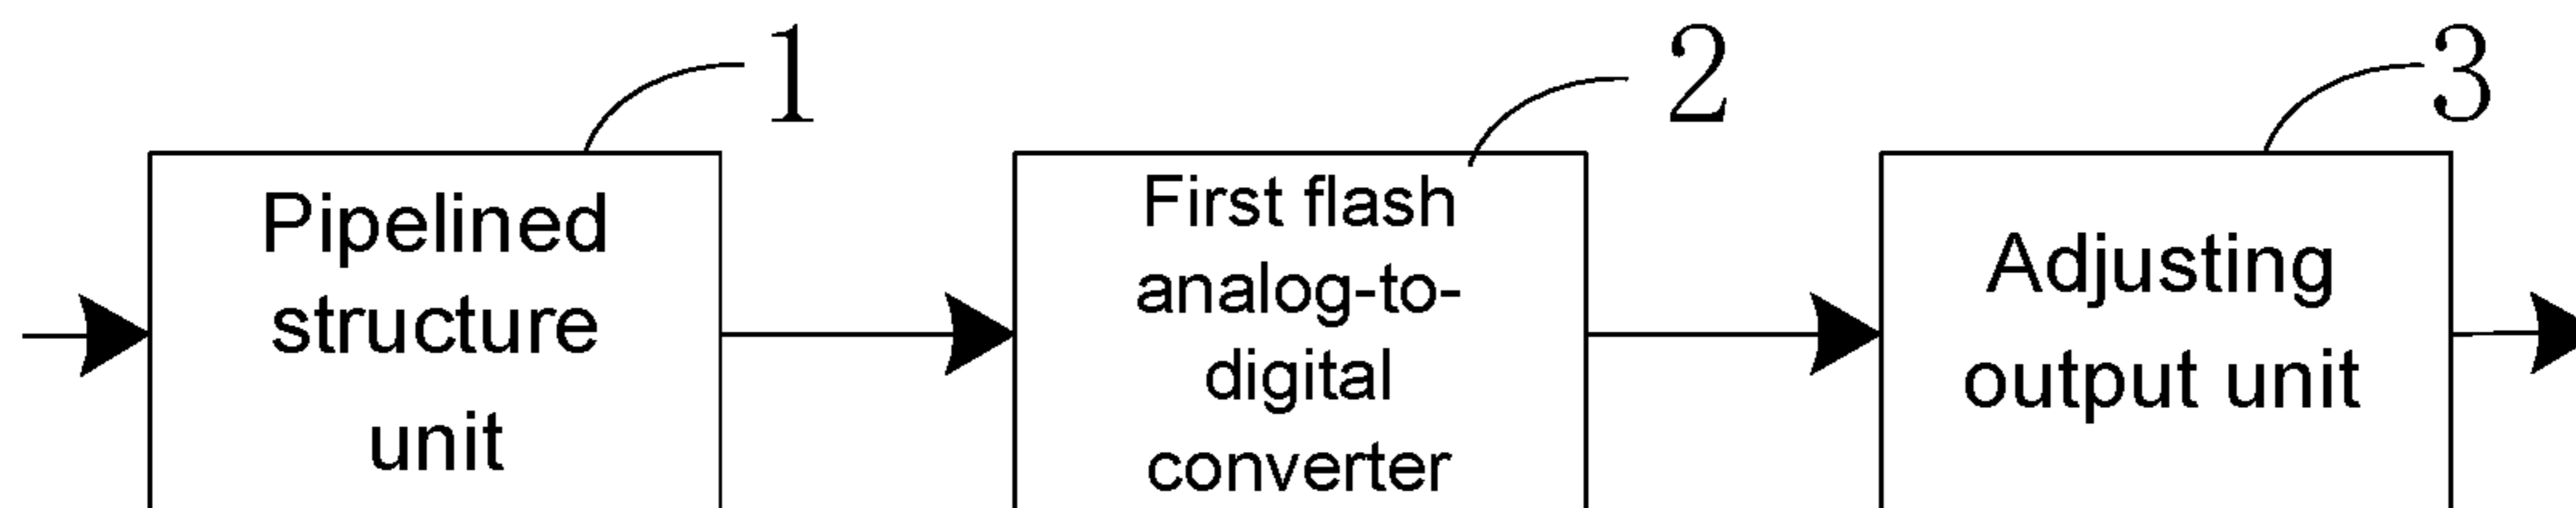 1
2
3
Pipelined
structure
unit
First flash
analog-to-
digital
converter
Adjusting
output unit